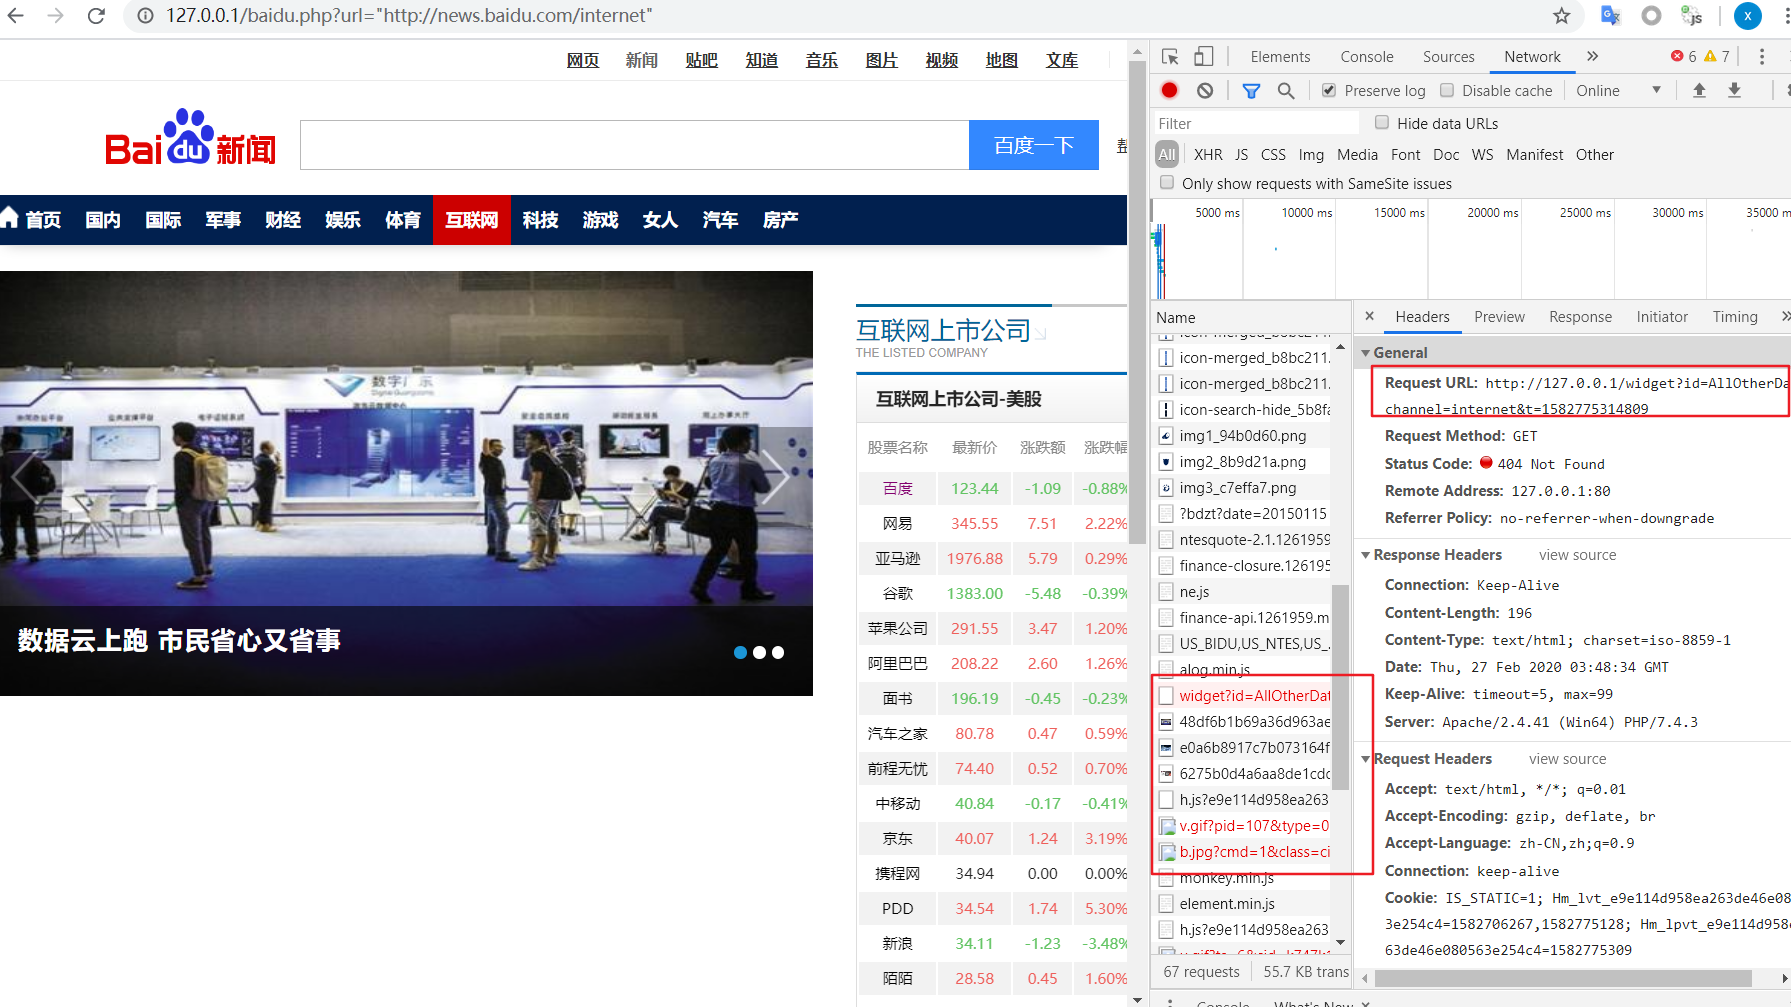 127.0.0.1/baidu.php?url="http://news.baidu.com/internet"
x
网页 新闻 贴吧 知道 音乐 图片 视频 地图 文库
Bai du 新闻
百度一下
首页 国内 国际 军事 财经 娱乐 体育 互联网 科技 游戏 女人 汽车 房产
数据云上跑 市民省心又省事
互联网上市公司
THE LISTED COMPANY
互联网上市公司-美股
股票名称 最新价 涨跌额 涨跌幅
百度 123.44 -1.09 -0.88%
网易 345.55 7.51 2.22%
亚马逊 1976.88 5.79 0.29%
谷歌 1383.00 -5.48 -0.39%
苹果公司 291.55 3.47 1.20%
阿里巴巴 208.22 2.60 1.26%
面书 196.19 -0.45 -0.23%
汽车之家 80.78 0.47 0.59%
前程无忧 74.40 0.52 0.70%
中移动 40.84 -0.17 -0.41%
京东 40.07 1.24 3.19%
携程网 34.94 0.00 0.00%
PDD 34.54 1.74 5.30%
新浪 34.11 -1.23 -3.48%
陌陌 28.58 0.45 1.60%
Elements Console Sources Network » 6 7
Preserve log Disable cache Online
Filter Hide data URLs
All XHR JS CSS Img Media Font Doc WS Manifest Other
Only show requests with SameSite issues
5000 ms 10000 ms 15000 ms 20000 ms 25000 ms 30000 ms 35000 m
Name
icon-merged_b8bc211.
icon-merged_b8bc211.
icon-merged_b8bc211.
icon-search-hide_5b8fa
img1_94b0d60.png
img2_8b9d21a.png
img3_c7effa7.png
?bdzt?date=20150115
ntesquote-2.1.1261959
finance-closure.126195
ne.js
finance-api.1261959.m
US_BIDU,US_NTES,US_.
alog.min.js
widget?id=AllOtherDat
48df6b1b69a36d963ae
e0a6b8917c7b073164f
6275b0d4a6aa8de1cdc
h.js?e9e114d958ea263
v.gif?pid=107&type=0
b.jpg?cmd=1&class=ci
monkey.min.js
element.min.js
h.js?e9e114d958ea263
67 requests 55.7 KB trans
× Headers Preview Response Initiator Timing »
General
Request URL: http://127.0.0.1/widget?id=AllOtherDa
channel=internet&t=1582775314809
Request Method: GET
Status Code: 404 Not Found
Remote Address: 127.0.0.1:80
Referrer Policy: no-referrer-when-downgrade
Response Headers view source
Connection: Keep-Alive
Content-Length: 196
Content-Type: text/html; charset=iso-8859-1
Date: Thu, 27 Feb 2020 03:48:34 GMT
Keep-Alive: timeout=5, max=99
Server: Apache/2.4.41 (Win64) PHP/7.4.3
Request Headers view source
Accept: text/html, */*; q=0.01
Accept-Encoding: gzip, deflate, br
Accept-Language: zh-CN,zh;q=0.9
Connection: keep-alive
Cookie: IS_STATIC=1; Hm_lvt_e9e114d958ea263de46e08
3e254c4=1582706267,1582775128; Hm_lpvt_e9e114d958e
63de46e080563e254c4=1582775309
Console What's New ×